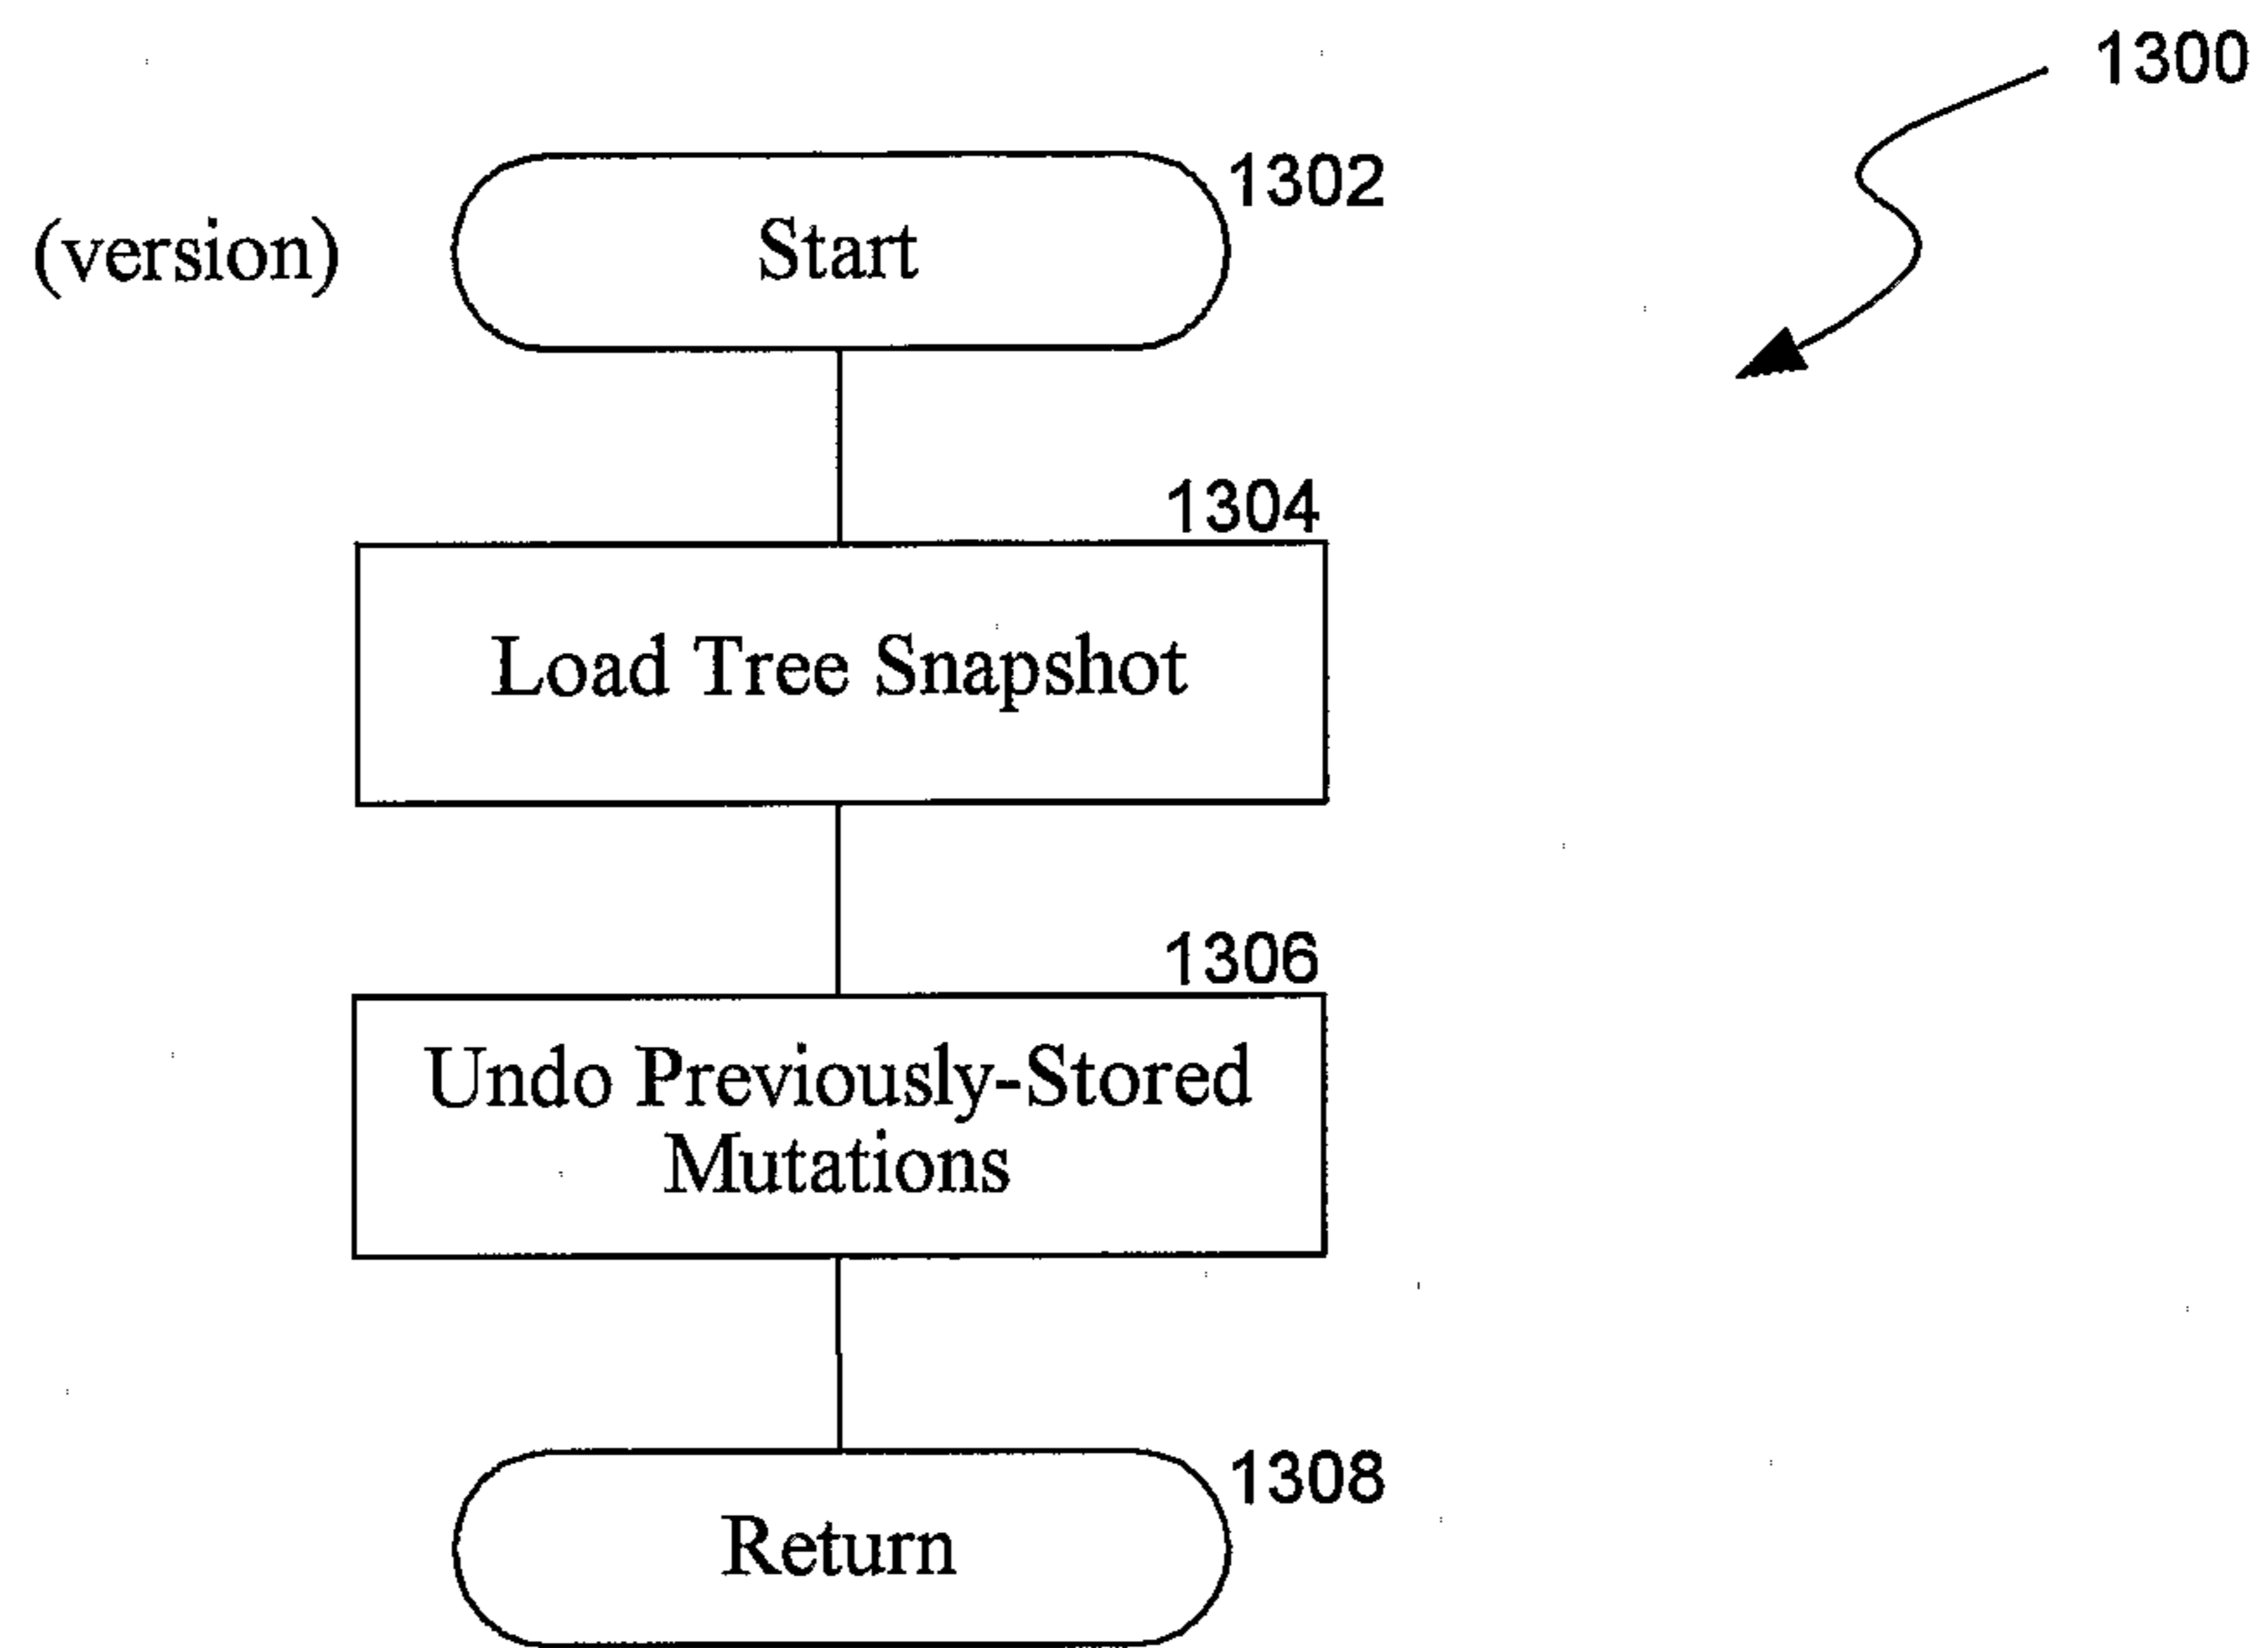 1300
1302
(version)
Start
1304
Load Tree Snapshot
1306
Undo Previously-Stored
Mutations
1308
Return